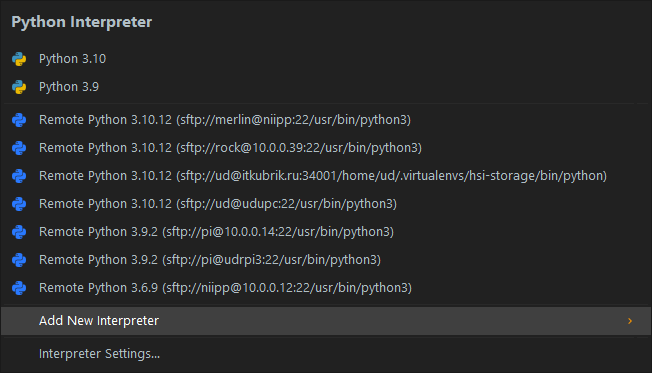 Python Interpreter
Python 3.10
Python 3.9
Remote Python 3.10.12 (sftp://merlin@niipp:22/usr/bin/python3)
Remote Python 3.10.12 (sftp://rock@10.0.0.39:22/usr/bin/python3)
Remote Python 3.10.12 (sftp://ud@itkubrik.ru:34001/home/ud/.virtualenvs/hsi-storage/bin/python)
Remote Python 3.10.12 (sftp://ud@udupc:22/usr/bin/python3)
Remote Python 3.9.2 (sftp://pi@10.0.0.14:22/usr/bin/python3)
Remote Python 3.9.2 (sftp://pi@udrpi3:22/usr/bin/python3)
Remote Python 3.6.9 (sftp://niipp@10.0.0.12:22/usr/bin/python3)
Add New Interpreter
Interpreter Settings...